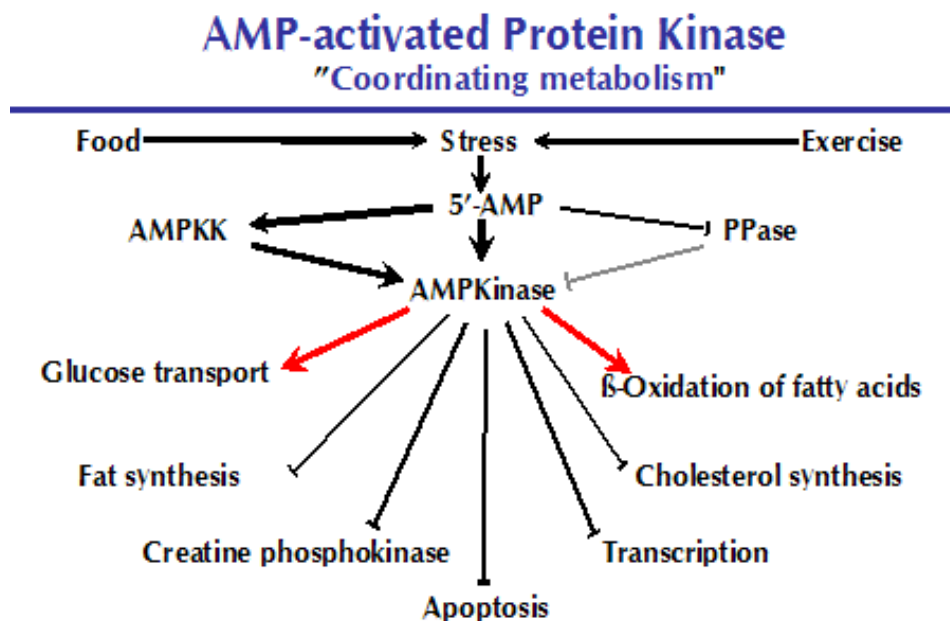 AMP-activated Protein Kinase
"Coordinating metabolism"
Food
Stress
Exercise
5'-AMP
AMPKK
PPase
AMPKinase
Glucose transport
ß-Oxidation of fatty acids
Fat synthesis
Cholesterol synthesis
Creatine phosphokinase
Transcription
Apoptosis